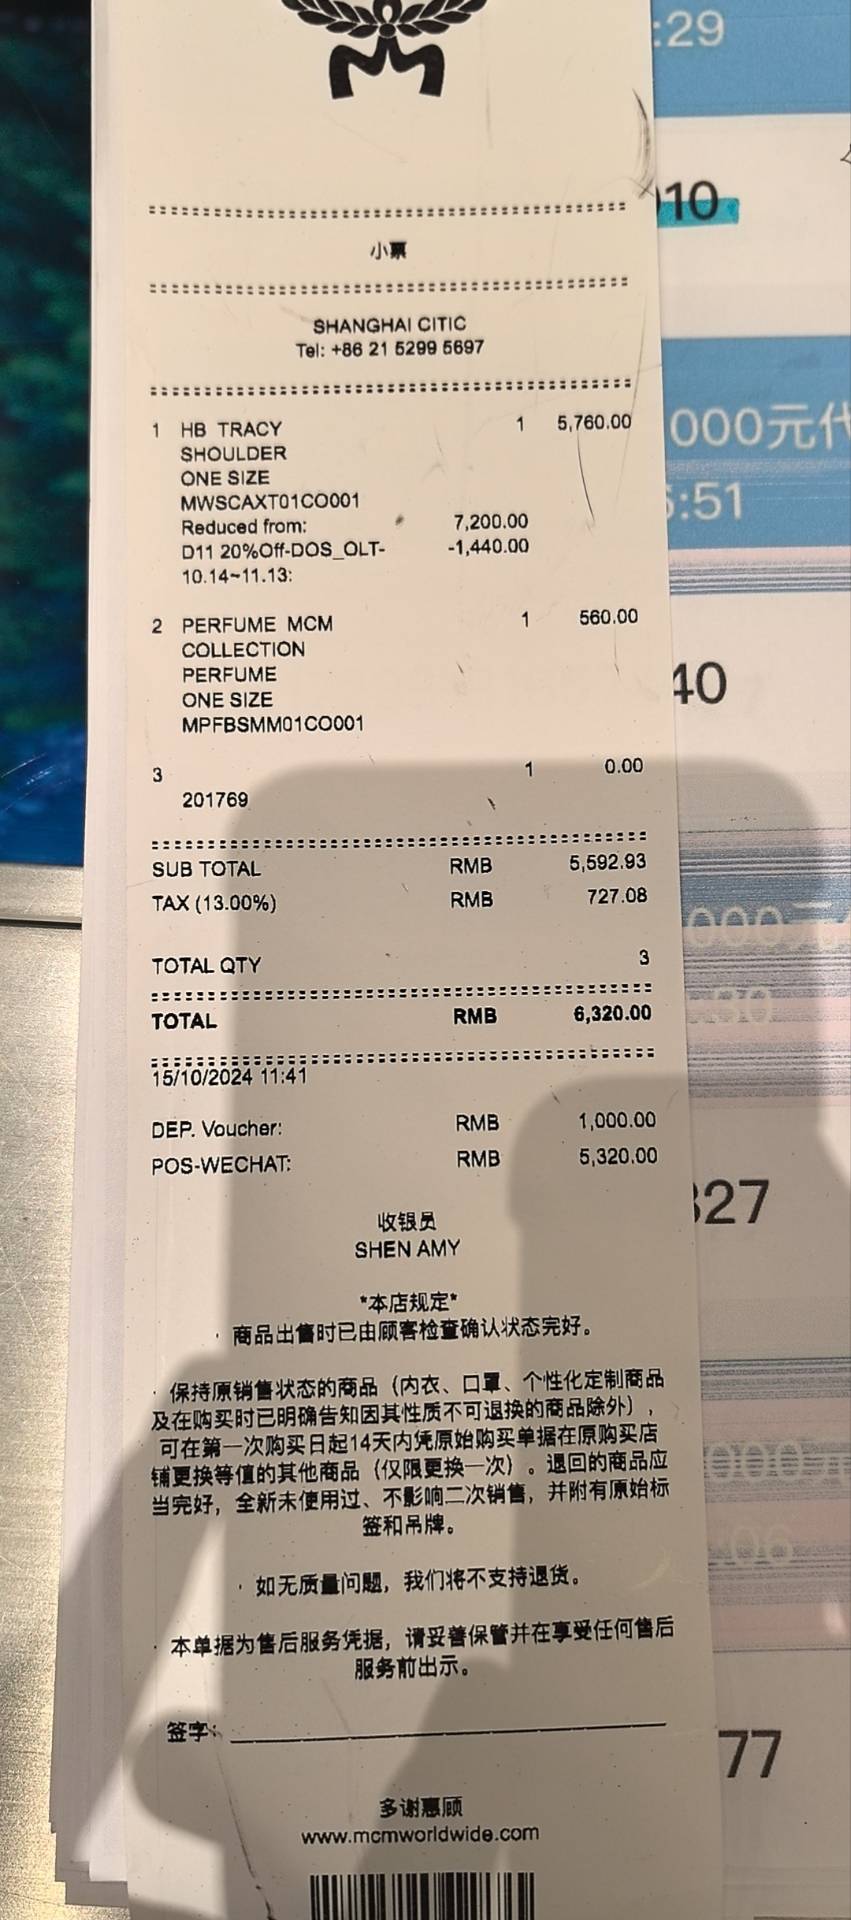 :29
10
小票
SHANGHAI CITIC
Tel: +86 21 5299 5697
1 HB TRACY 1 5,760.00
SHOULDER
ONE SIZE
MWSCAXT01CO001
Reduced from: 7,200.00
D11 20%Off-DOS_OLT- -1,440.00
10.14~11.13:
000元代
:51
2 PERFUME MCM 1 560.00
COLLECTION
PERFUME
ONE SIZE
MPFBSMM01CO001
40
3 1 0.00
201769
SUB TOTAL RMB 5,592.93
TAX (13.00%) RMB 727.08
000元
TOTAL QTY 3
TOTAL RMB 6,320.00
:30
15/10/2024 11:41
DEP. Voucher: RMB 1,000.00
POS-WECHAT: RMB 5,320.00
327
收银员
SHEN AMY
*本店规定*
· 商品出售时已由顾客检查确认状态完好。
· 保持原销售状态的商品（内衣、口罩、个性化定制商品
及在购买时已明确告知因其性质不可退换的商品除外），
可在第一次购买日起14天内凭原始购买单据在原购买店
铺更换等值的其他商品（仅限更换一次）。退回的商品应
当完好，全新未使用过、不影响二次销售，并附有原始标
签和吊牌。
000元
:06
· 如无质量问题，我们将不支持退货。
· 本单据为售后服务凭据，请妥善保管并在享受任何售后
服务前出示。
签字:
77
多谢惠顾
www.mcmworldwide.com